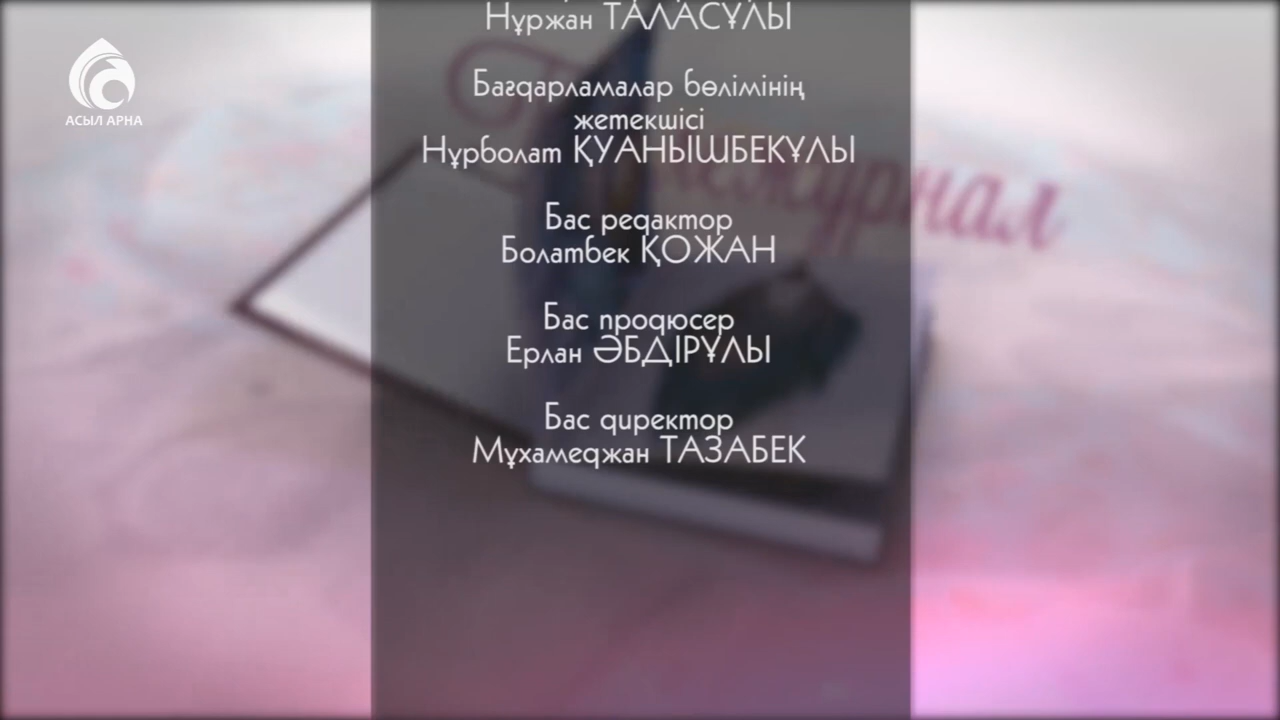 АСЫЛ АРНА
Нұржан ТАЛАСҰЛЫ
Бағдарламалар бөлімінің
жетекшісі
Нұрболат ҚУАНЫШБЕКҰЛЫ
Бас редактор
Болатбек ҚОЖАН
Бас продюсер
Ерлан ӘБДІРҰЛЫ
Бас директор
Мұхамеджан ТАЗАБЕК